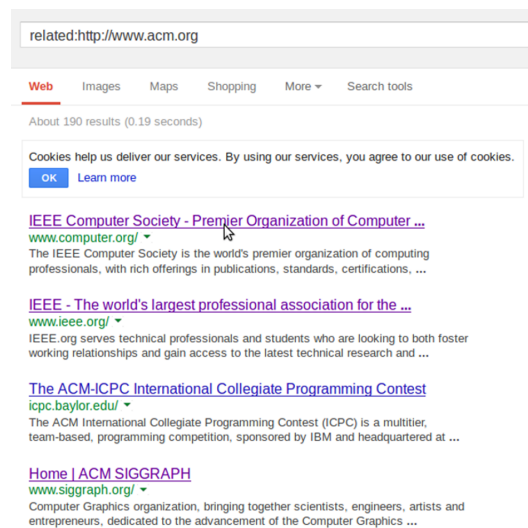 related:http://www.acm.org
Web Images Maps Shopping More Search tools
About 190 results (0.19 seconds)
Cookies help us deliver our services. By using our services, you agree to our use of cookies.
OK Learn more
IEEE Computer Society - Premier Organization of Computer ...
www.computer.org/
The IEEE Computer Society is the world's premier organization of computing
professionals, with rich offerings in publications, standards, certifications, ...
IEEE - The world's largest professional association for the ...
www.ieee.org/
IEEE.org serves technical professionals and students who are looking to both foster
working relationships and gain access to the latest technical research and ...
The ACM-ICPC International Collegiate Programming Contest
icpc.baylor.edu/
The ACM International Collegiate Programming Contest (ICPC) is a multitier,
team-based, programming competition, sponsored by IBM and headquartered at ...
Home | ACM SIGGRAPH
www.siggraph.org/
Computer Graphics organization, bringing together scientists, engineers, artists and
entrepreneurs, dedicated to the advancement of the Computer Graphics ...